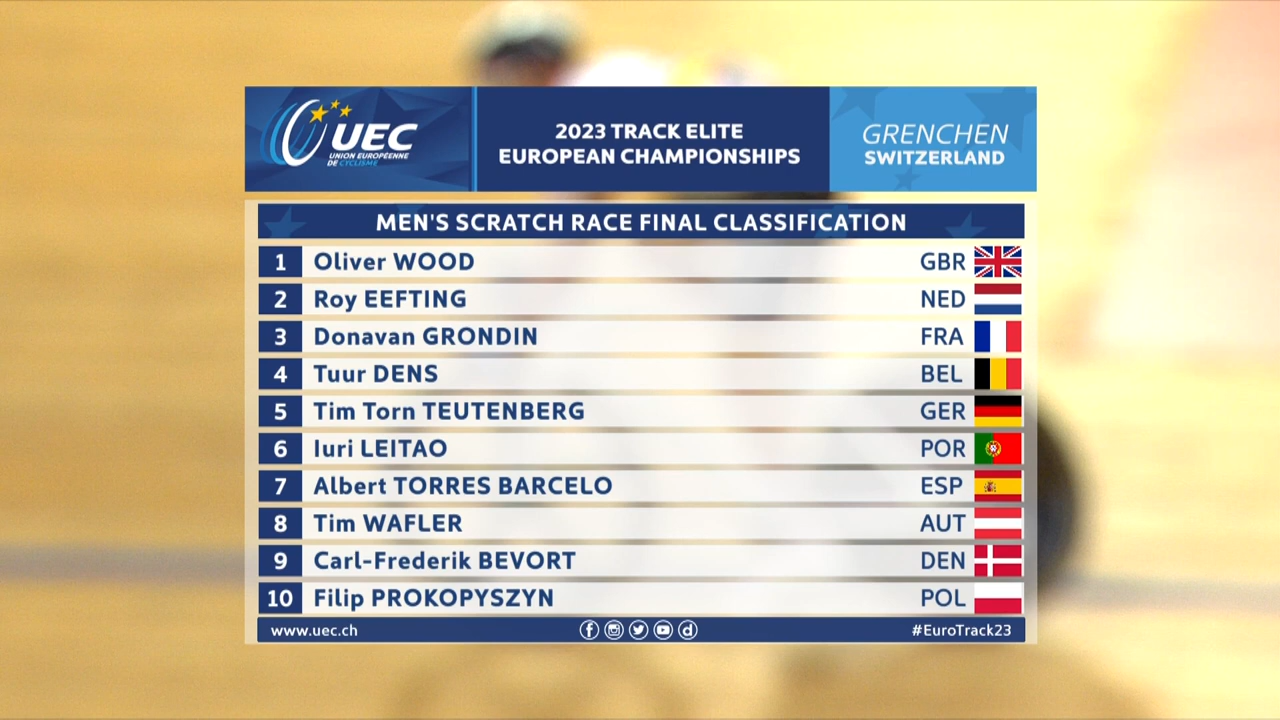 UEC
UNION EUROPÉENNE
DE CYCLISME
2023 TRACK ELITE
EUROPEAN CHAMPIONSHIPS
GRENCHEN
SWITZERLAND
MEN'S SCRATCH RACE FINAL CLASSIFICATION
1 Oliver WOOD GBR
2 Roy EEFTING NED
3 Donavan GRONDIN FRA
4 Tuur DENS BEL
5 Tim Torn TEUTENBERG GER
6 Iuri LEITAO POR
7 Albert TORRES BARCELO ESP
8 Tim WAFLER AUT
9 Carl-Frederik BEVORT DEN
10 Filip PROKOPYSZYN POL
www.uec.ch #EuroTrack23